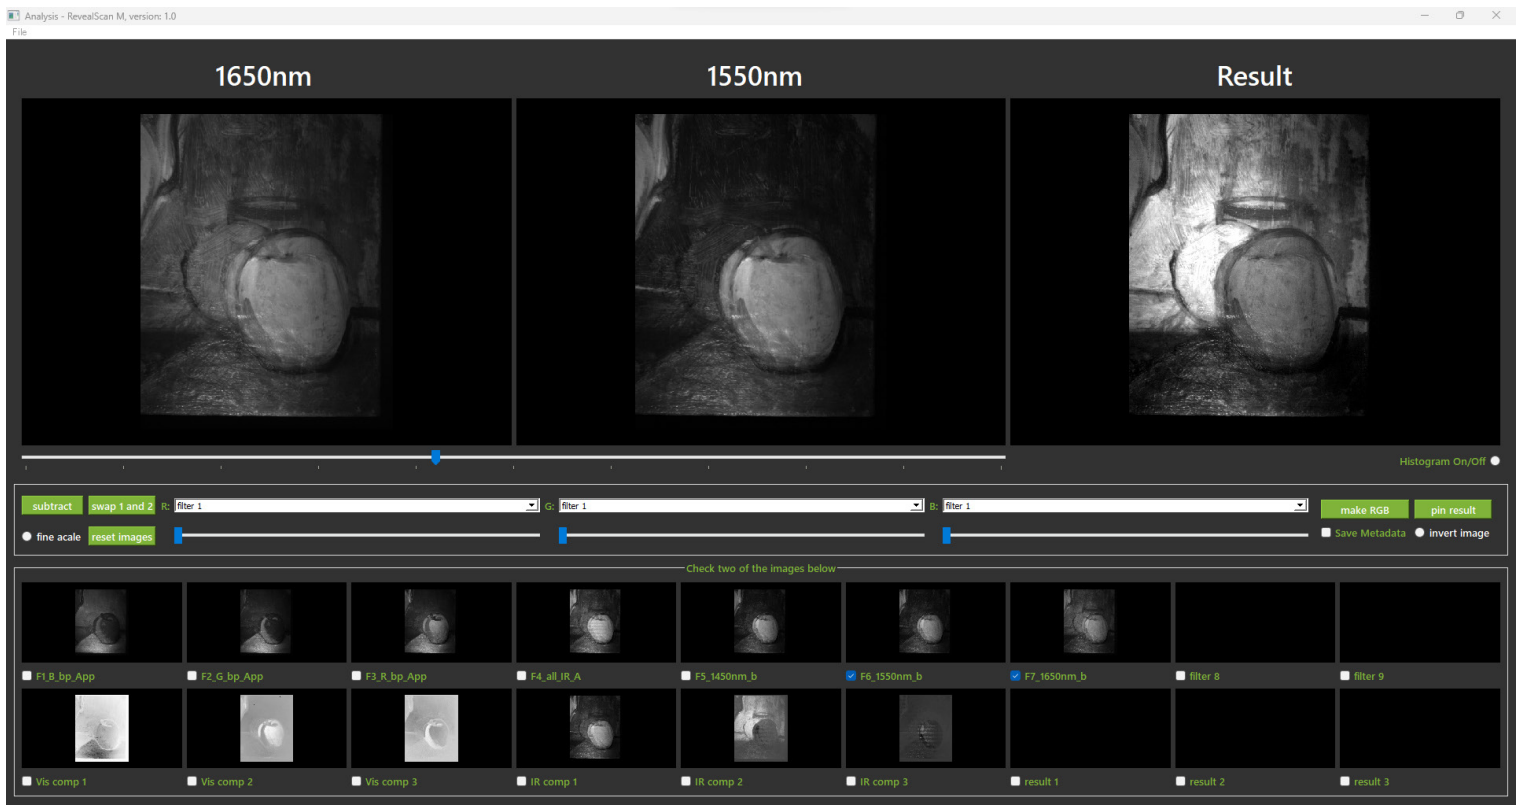 Analysis - RevealScan M, version: 1.0
File
1650nm 1550nm Result
Histogram On/Off
subtract swap 1 and 2 R: filter 1 G: filter 1 B: filter 1 make RGB pin result
fine acale reset images Save Metadata invert image
Check two of the images below
F1_B_bp_App F2_G_bp_App F3_R_bp_App F4_all_IR_A F5_1450nm_b F6_1550nm_b F7_1650nm_b filter 8 filter 9
Vis comp 1 Vis comp 2 Vis comp 3 IR comp 1 IR comp 2 IR comp 3 result 1 result 2 result 3